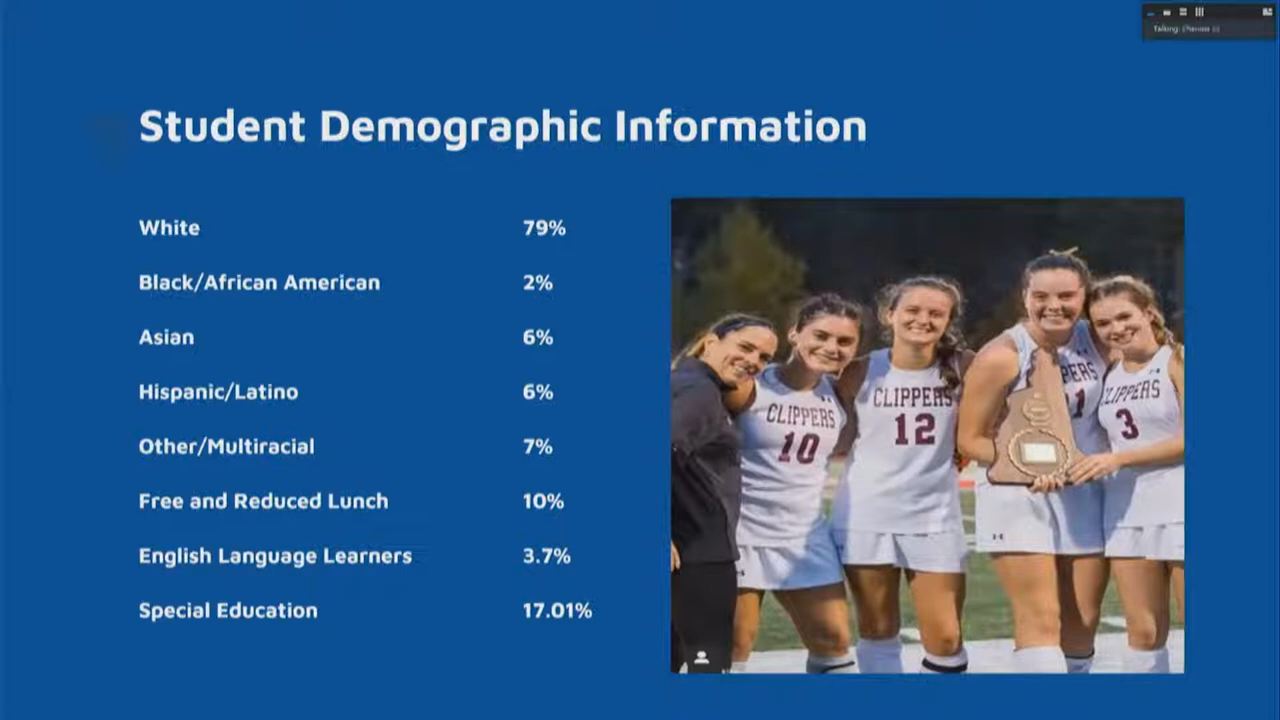 Student Demographic Information
White 79%
Black/African American 2%
Asian 6%
Hispanic/Latino 6%
Other/Multiracial 7%
Free and Reduced Lunch 10%
English Language Learners 3.7%
Special Education 17.01%
CLIPPERS
10
CLIPPERS
12
CLIPPERS
3
Talking: